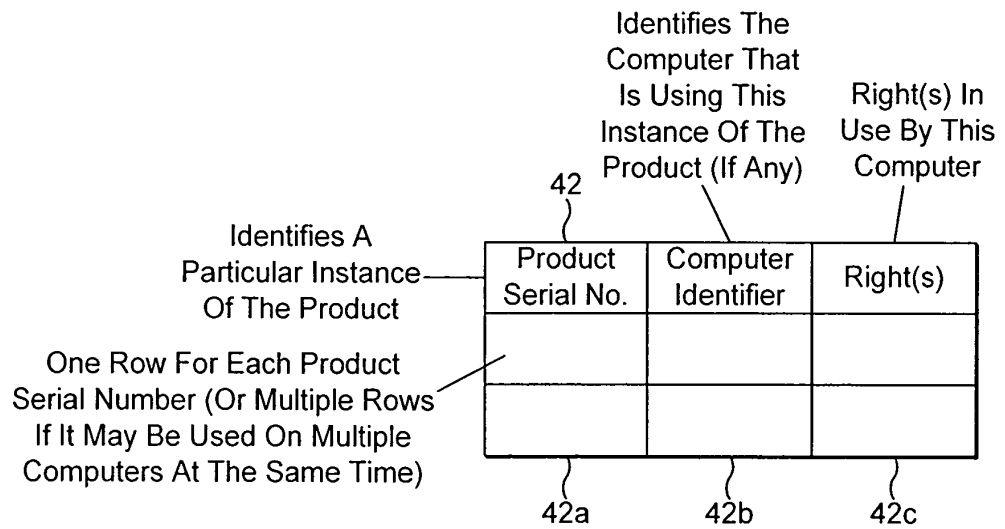 Identifies The
Computer That
Is Using This
Instance Of The
Product (If Any)
Right(s) In
Use By This
Computer
42
Identifies A
Particular Instance
Of The Product
Product
Serial No.
Computer
Identifier
Right(s)
One Row For Each Product
Serial Number (Or Multiple Rows
If It May Be Used On Multiple
Computers At The Same Time)
42a
42b
42c